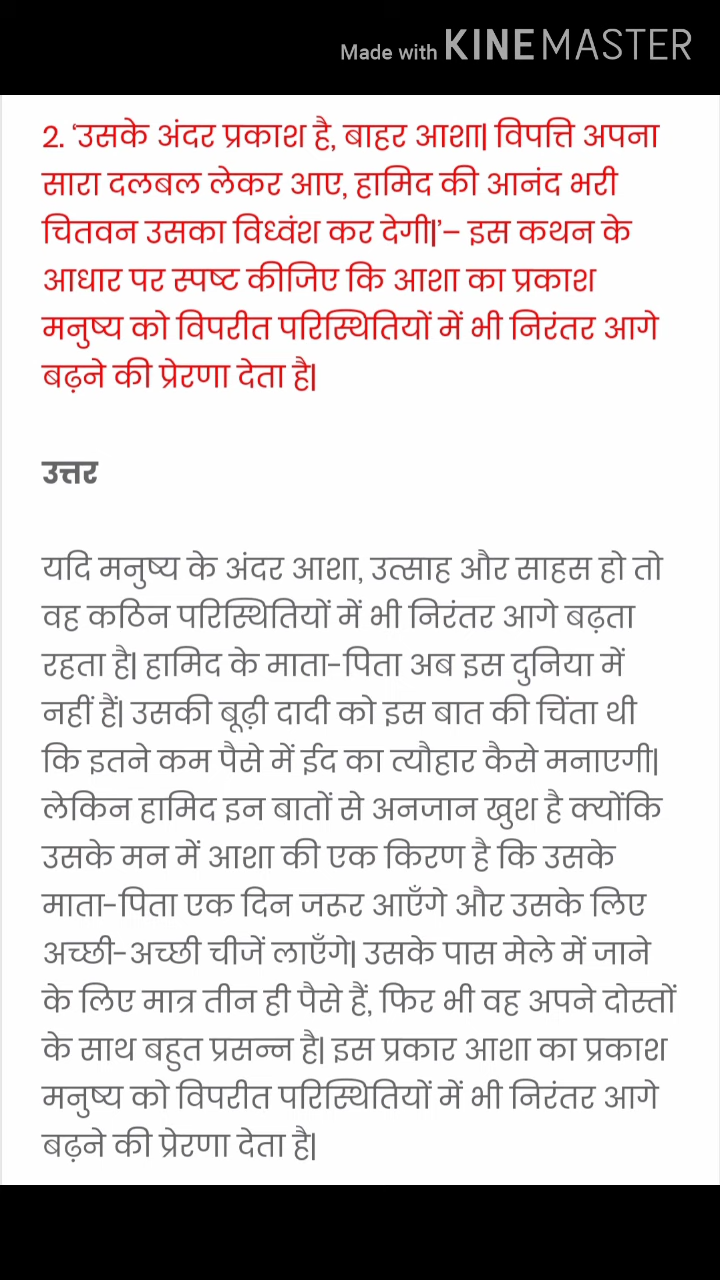 Made with KINEMASTER
2. ‘उसके अंदर प्रकाश है, बाहर आशा| विपत्ति अपना
सारा दलबल लेकर आए, हामिद की आनंद भरी
चितवन उसका विध्वंश कर देगी|’– इस कथन के
आधार पर स्पष्ट कीजिए कि आशा का प्रकाश
मनुष्य को विपरीत परिस्थितियों में भी निरंतर आगे
बढ़ने की प्रेरणा देता है|
उत्तर
यदि मनुष्य के अंदर आशा, उत्साह और साहस हो तो
वह कठिन परिस्थितियों में भी निरंतर आगे बढ़ता
रहता है| हामिद के माता-पिता अब इस दुनिया में
नहीं हैं| उसकी बूढ़ी दादी को इस बात की चिंता थी
कि इतने कम पैसे में ईद का त्यौहार कैसे मनाएगी|
लेकिन हामिद इन बातों से अनजान खुश है क्योंकि
उसके मन में आशा की एक किरण है कि उसके
माता-पिता एक दिन जरूर आएँगे और उसके लिए
अच्छी-अच्छी चीजें लाएँगे| उसके पास मेले में जाने
के लिए मात्र तीन ही पैसे हैं, फिर भी वह अपने दोस्तों
के साथ बहुत प्रसन्न है| इस प्रकार आशा का प्रकाश
मनुष्य को विपरीत परिस्थितियों में भी निरंतर आगे
बढ़ने की प्रेरणा देता है|